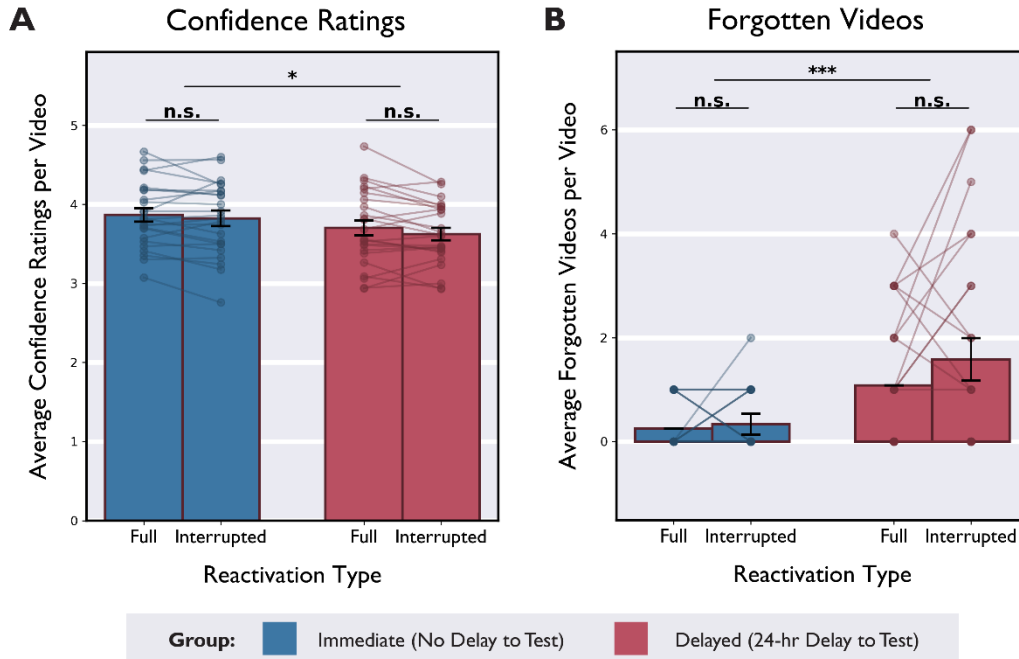 A
Confidence Ratings
Average Confidence Ratings per Video
5
4
3
2
1
0
*
n.s.
n.s.
Full
Interrupted
Full
Interrupted
Reactivation Type
B
Forgotten Videos
Average Forgotten Videos per Video
6
4
2
0
***
n.s.
n.s.
Full
Interrupted
Full
Interrupted
Reactivation Type
Group: Immediate (No Delay to Test) Delayed (24-hr Delay to Test)